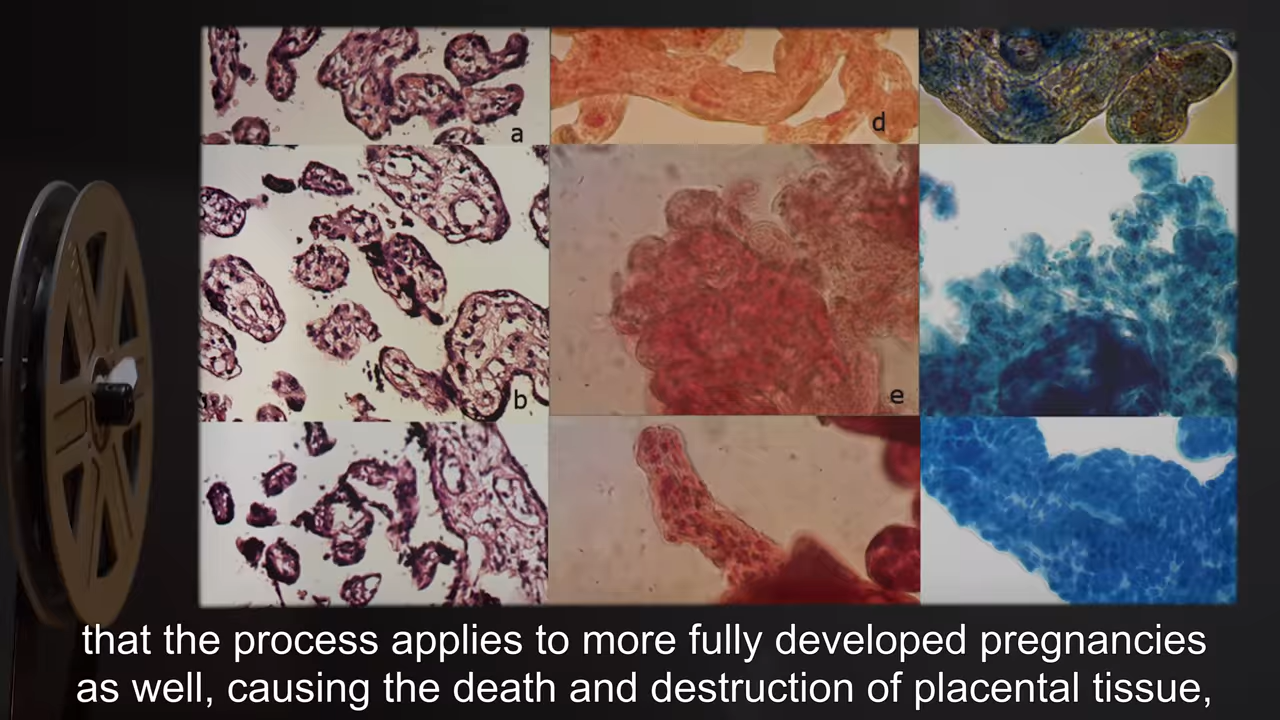 a
d
b
e
that the process applies to more fully developed pregnancies
as well, causing the death and destruction of placental tissue,